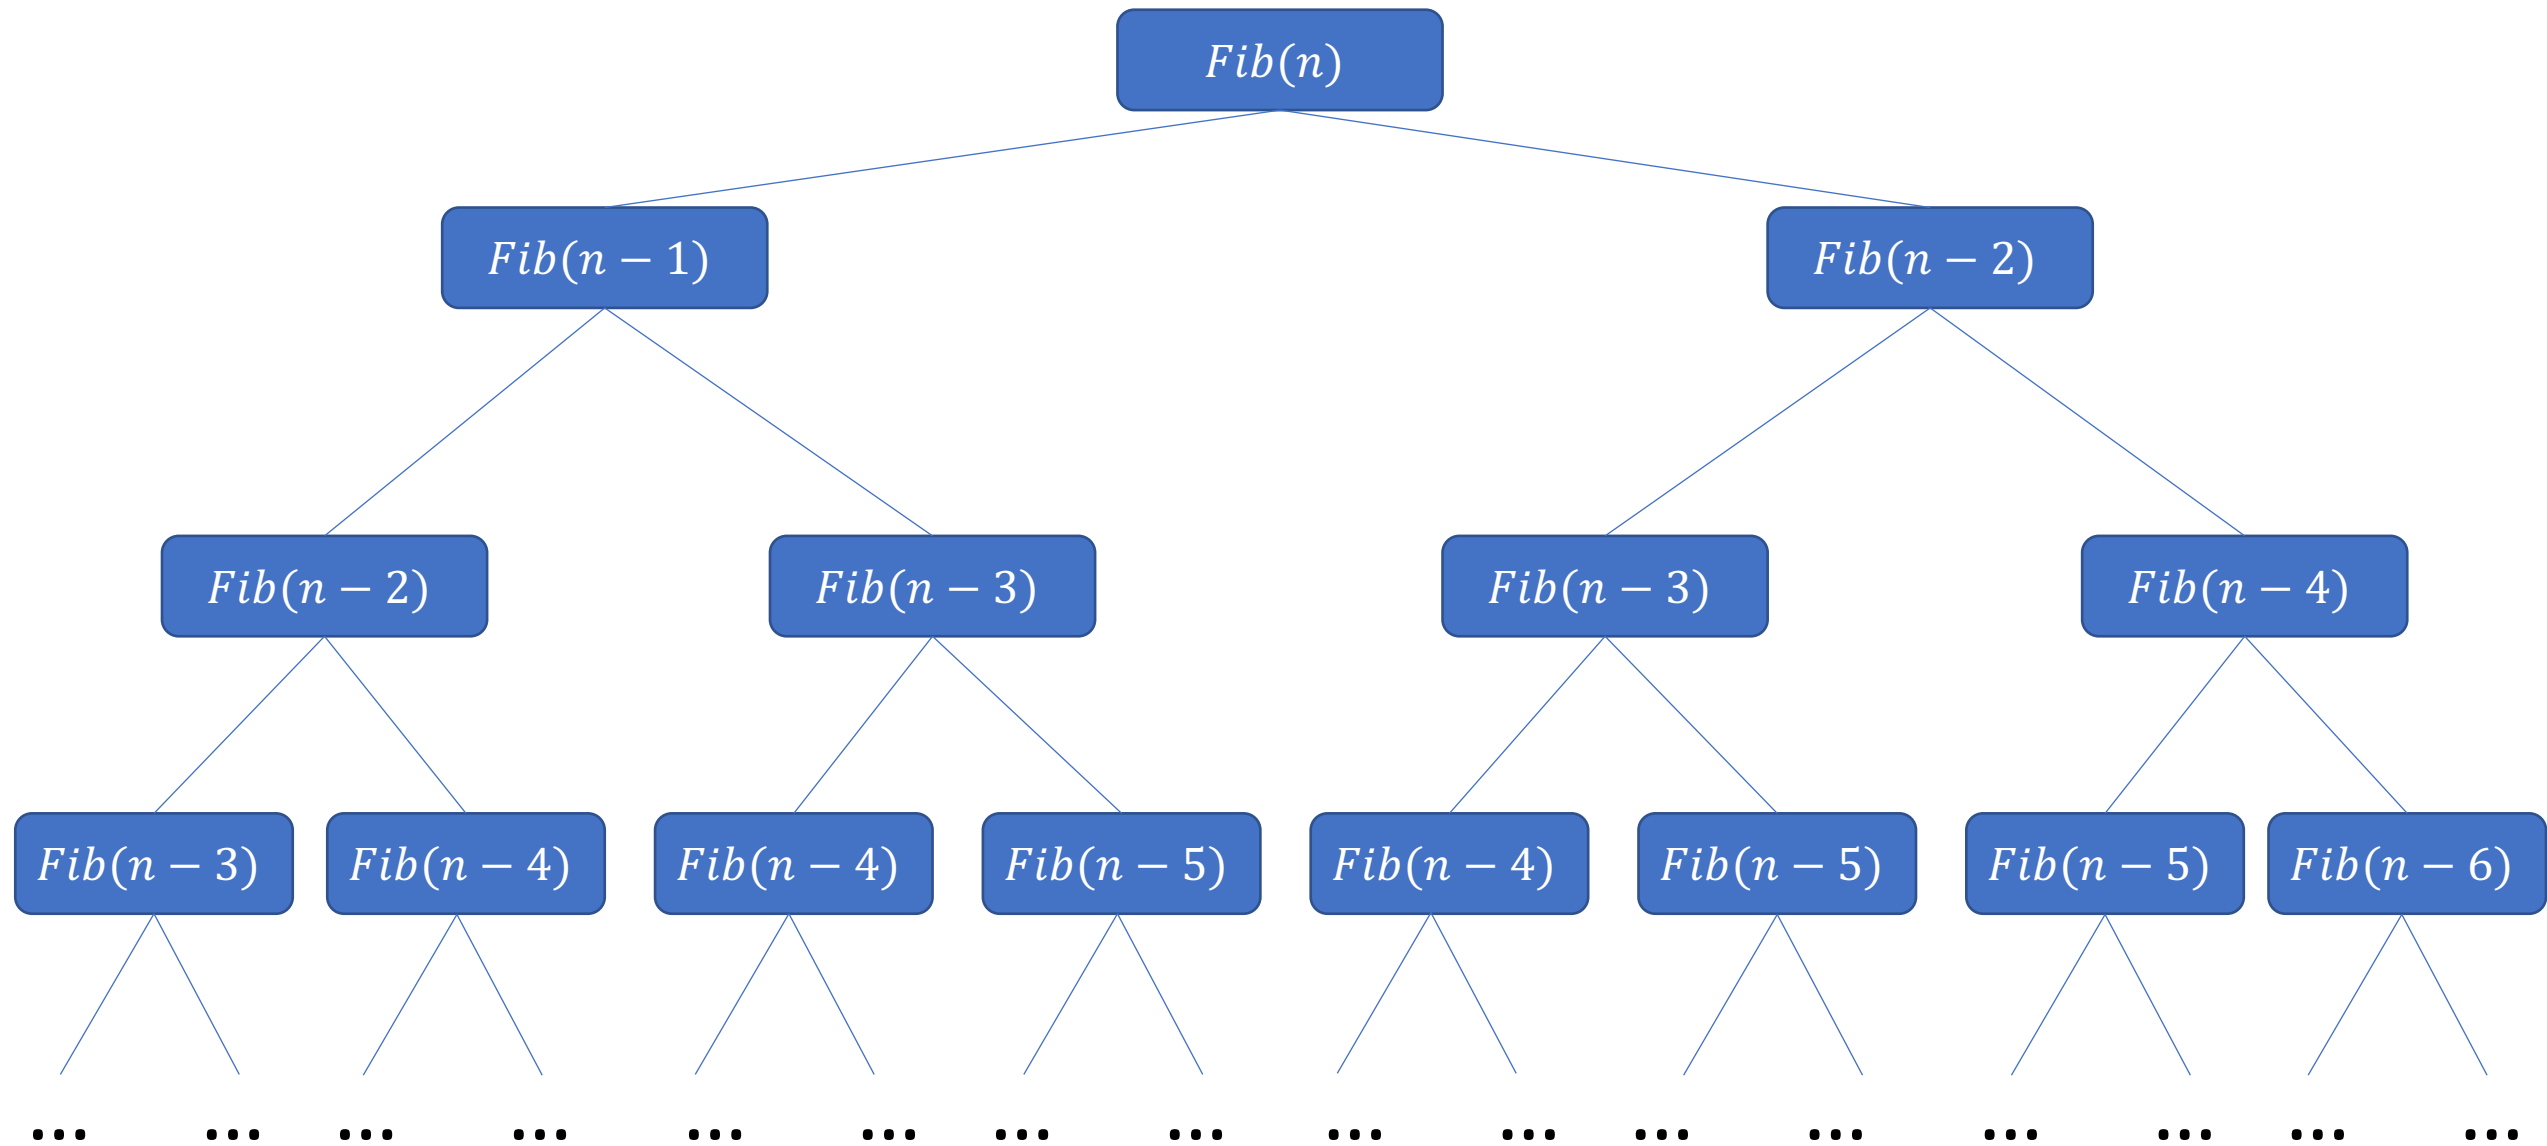 Fib(n)
Fib(n − 1)
Fib(n − 2)
Fib(n − 2)
Fib(n − 3)
Fib(n − 3)
Fib(n − 4)
Fib(n − 3)
Fib(n − 4)
Fib(n − 4)
Fib(n − 5)
Fib(n − 4)
Fib(n − 5)
Fib(n − 5)
Fib(n − 6)
... ... ... ... ... ... ... ... ... ... ... ... ... ... ... ...